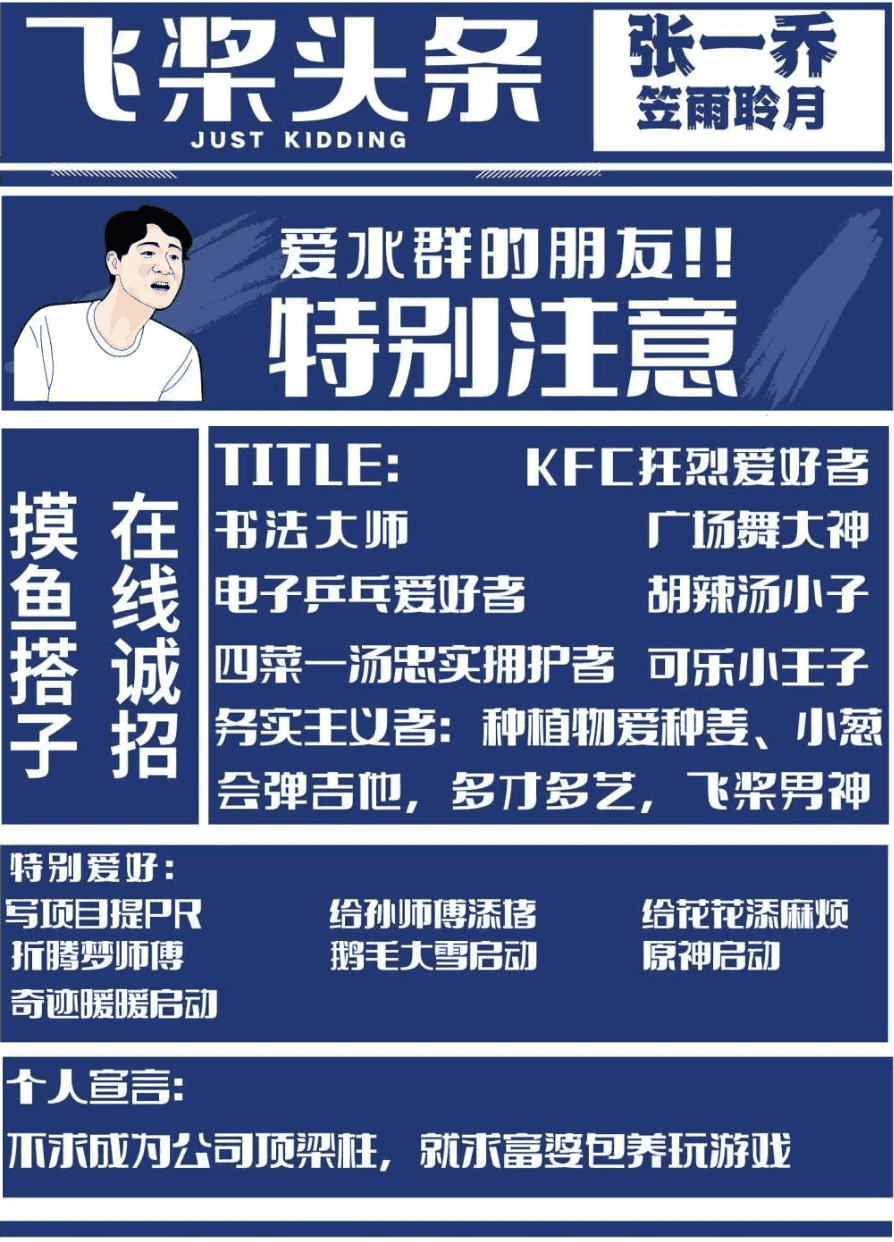 飞桨头条
JUST KIDDING
张一乔
笠雨聆月
爱水群的朋友!!
特别注意
在线诚招
摸鱼搭子
TITLE: KFC狂烈爱好者
书法大师 广场舞大神
电子乒乓爱好者 胡辣汤小子
四菜一汤忠实拥护者 可乐小王子
务实主义者：种植物爱种姜、小葱
会弹吉他，多才多艺，飞桨男神
特别爱好：
写项目提PR 给孙师傅添堵 给花花添麻烦
折腾梦师傅 鹅毛大雪启动 原神启动
奇迹暖暖启动
个人宣言:
不求成为公司顶梁柱，就求富婆包养玩游戏